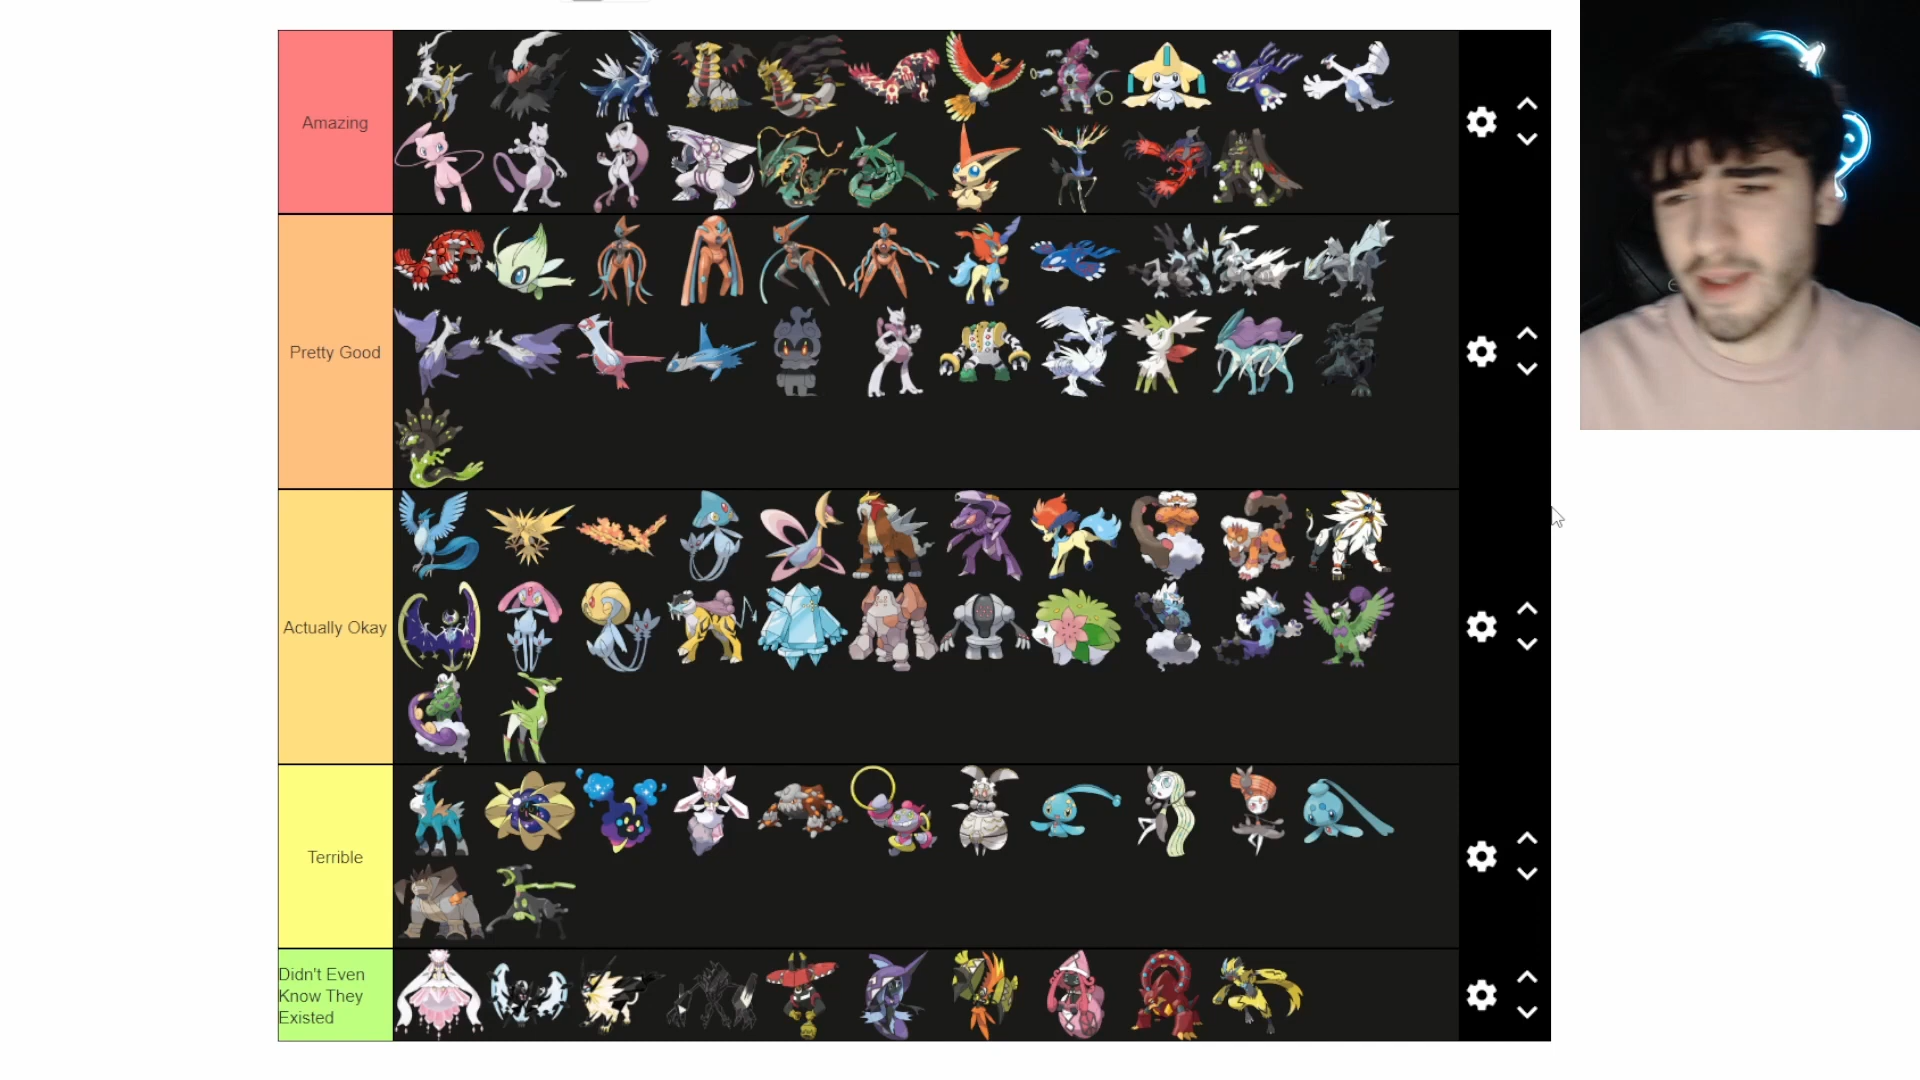 Amazing
Pretty Good
Actually Okay
Terrible
Didn't Even
Know They
Existed